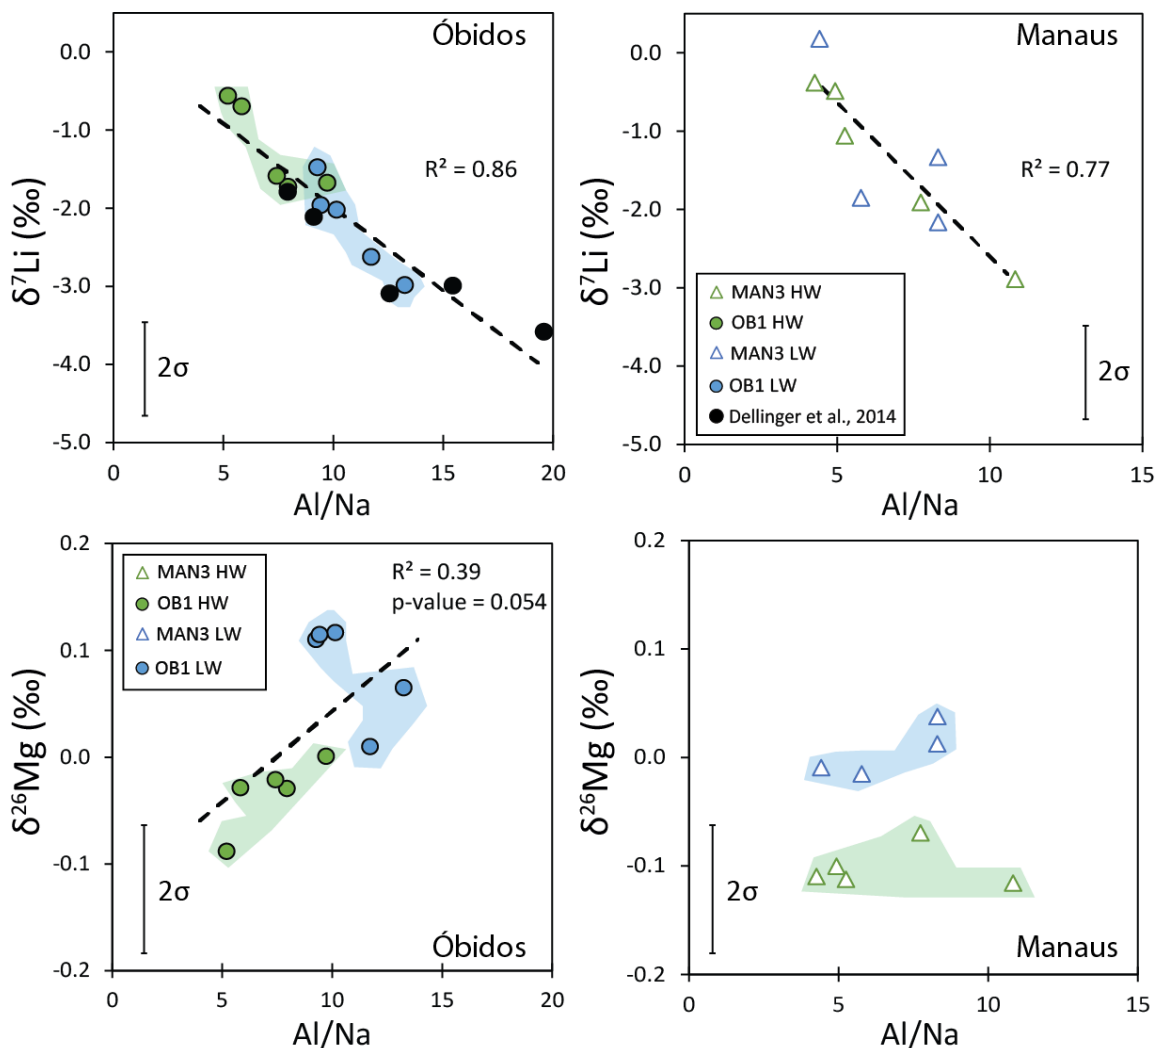 Óbidos
0.0
-1.0
-2.0
-3.0
-4.0
-5.0
δ⁷Li (‰)
R² = 0.86
2σ
0 5 10 15 20
Al/Na
Manaus
0.0
-1.0
-2.0
-3.0
-4.0
-5.0
δ⁷Li (‰)
R² = 0.77
MAN3 HW
OB1 HW
MAN3 LW
OB1 LW
Dellinger et al., 2014
2σ
0 5 10 15
Al/Na
0.2
0.1
0.0
-0.1
-0.2
δ²⁶Mg (‰)
MAN3 HW
OB1 HW
MAN3 LW
OB1 LW
R² = 0.39
p-value = 0.054
2σ
Óbidos
0 5 10 15 20
Al/Na
0.2
0.1
0.0
-0.1
-0.2
δ²⁶Mg (‰)
2σ
Manaus
0 5 10 15
Al/Na